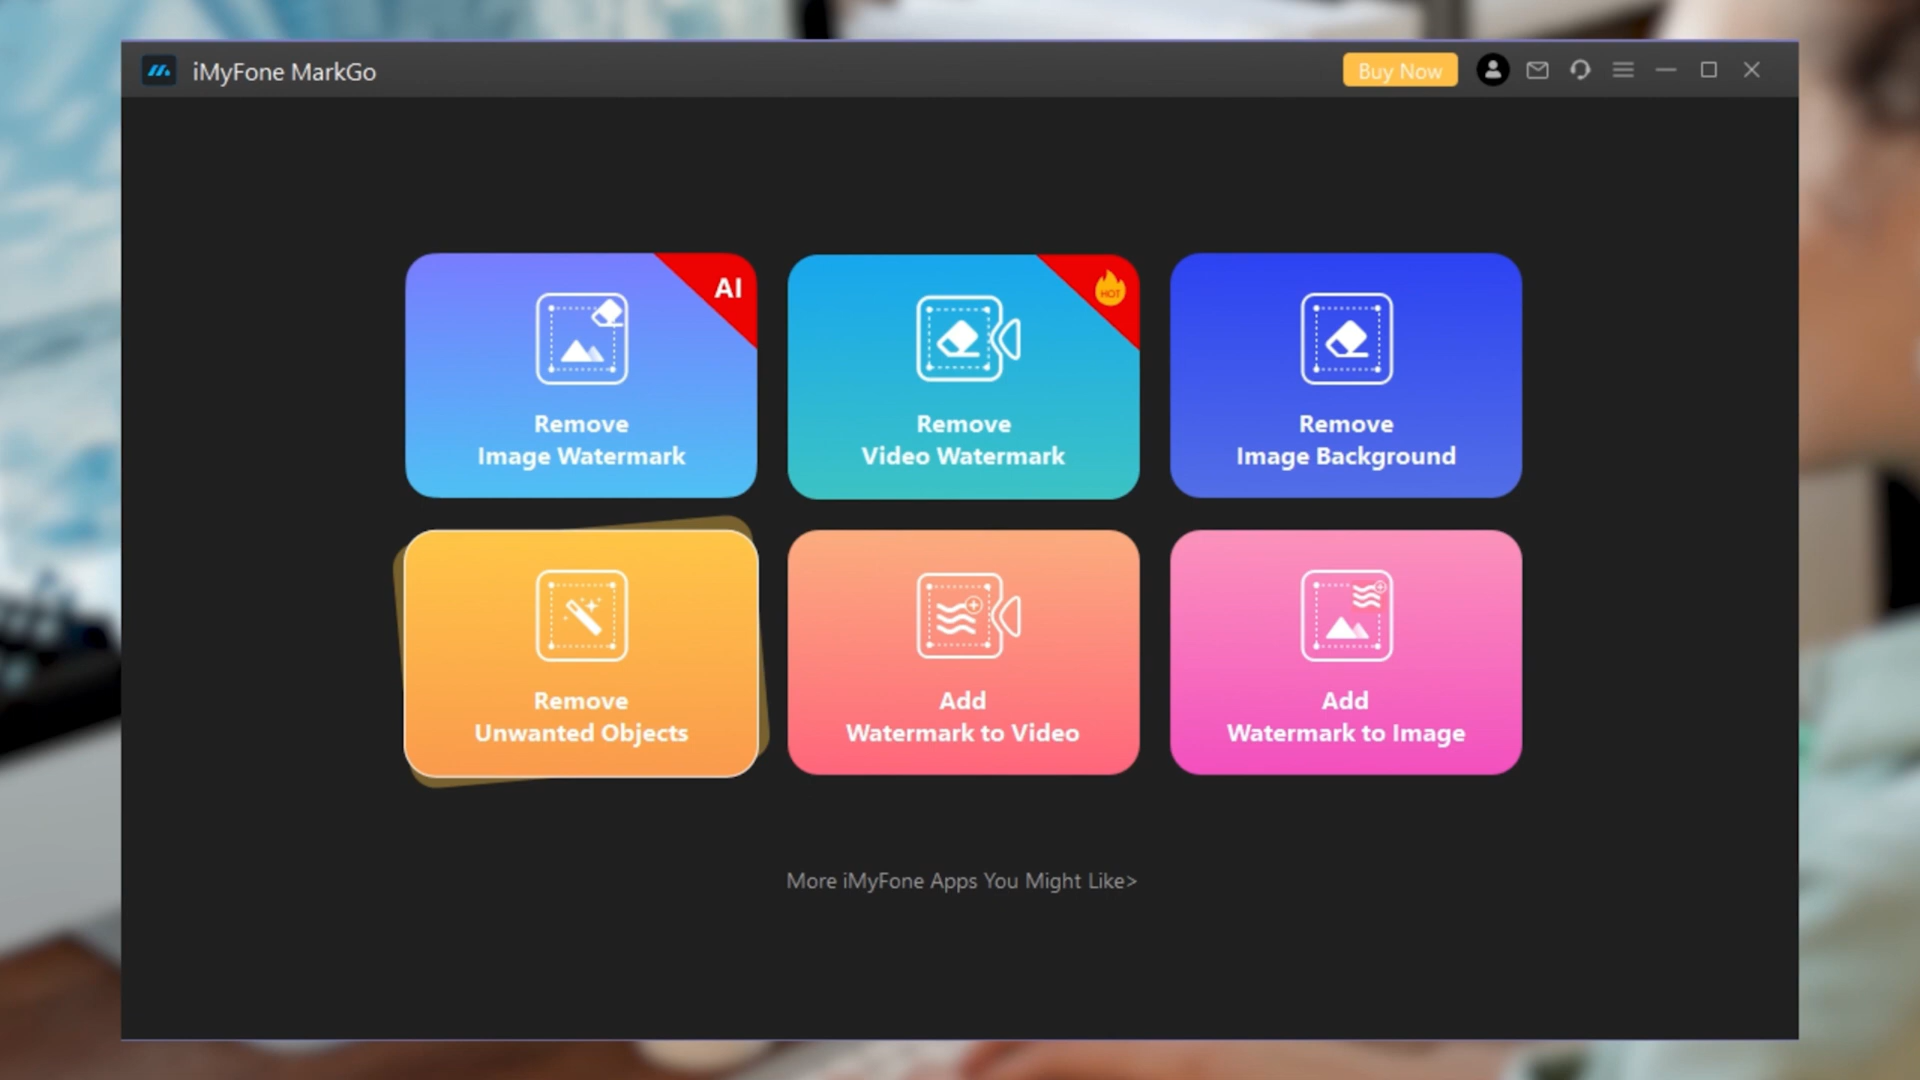 iMyFone MarkGo
Buy Now
AI
Remove
Image Watermark
HOT
Remove
Video Watermark
Remove
Image Background
Remove
Unwanted Objects
Add
Watermark to Video
Add
Watermark to Image
More iMyFone Apps You Might Like>